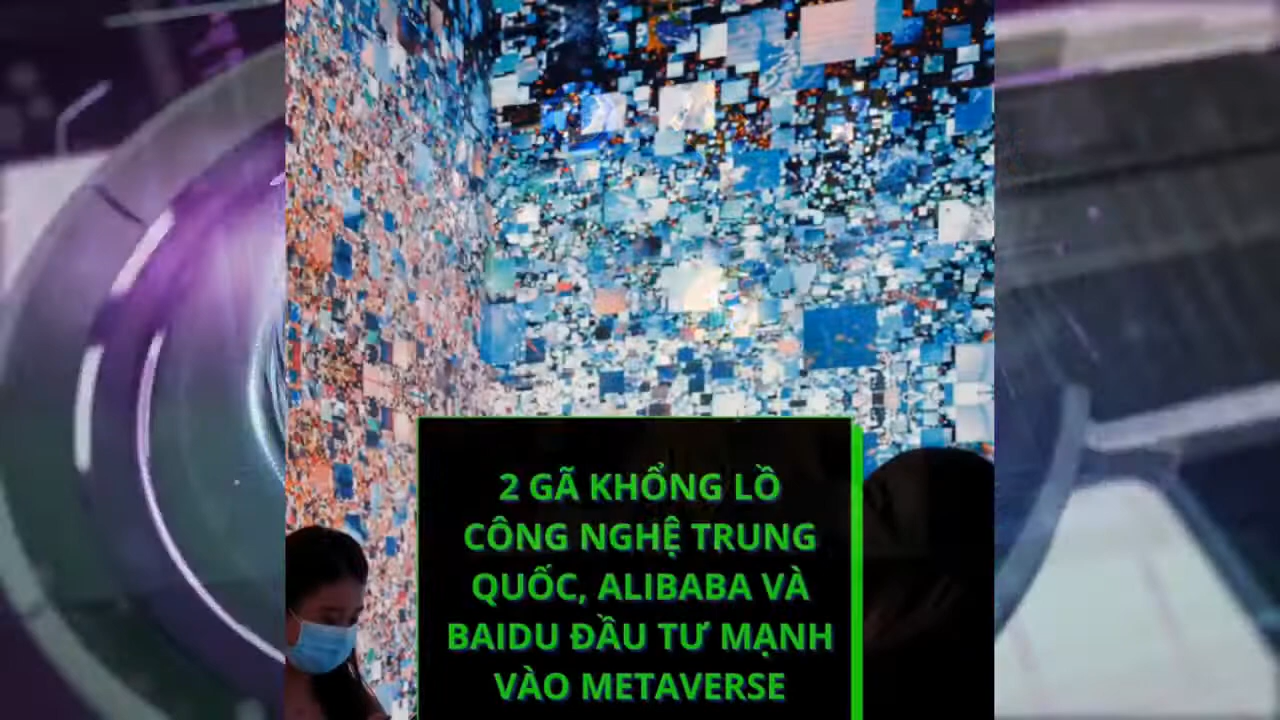 2 GÃ KHỔNG LỒ
CÔNG NGHỆ TRUNG
QUỐC, ALIBABA VÀ
BAIDU ĐẦU TƯ MẠNH
VÀO METAVERSE